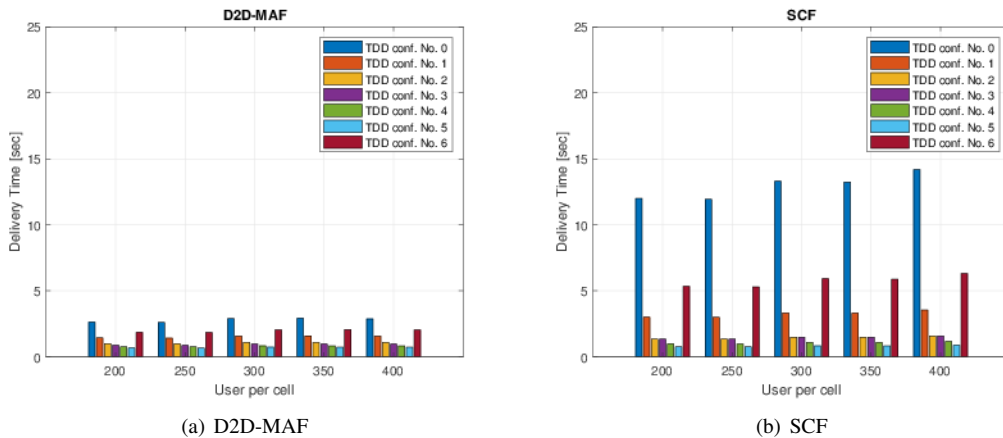 D2D-MAF
25
20
15
10
5
0
Delivery Time [sec]
200 250 300 350 400
User per cell
TDD conf. No. 0
TDD conf. No. 1
TDD conf. No. 2
TDD conf. No. 3
TDD conf. No. 4
TDD conf. No. 5
TDD conf. No. 6
(a) D2D-MAF
SCF
25
20
15
10
5
0
Delivery Time [sec]
200 250 300 350 400
User per cell
TDD conf. No. 0
TDD conf. No. 1
TDD conf. No. 2
TDD conf. No. 3
TDD conf. No. 4
TDD conf. No. 5
TDD conf. No. 6
(b) SCF